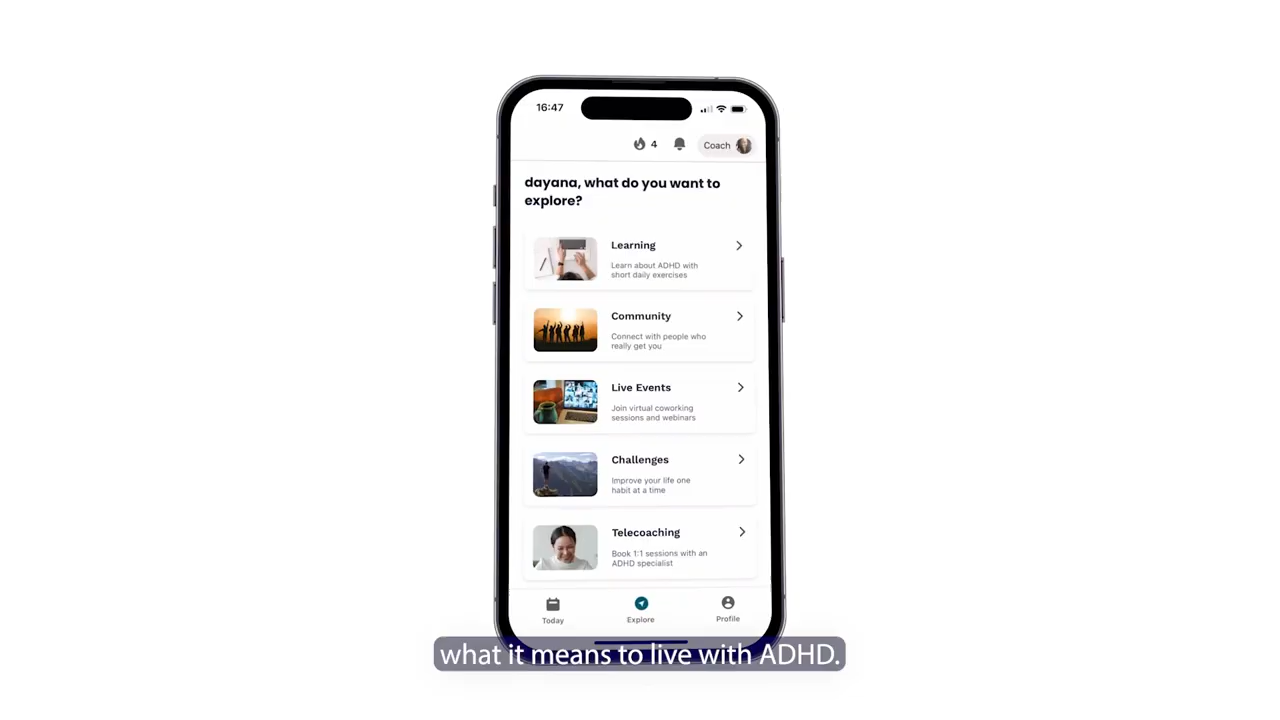 16:47
4
Coach
dayana, what do you want to
explore?
Learning
Learn about ADHD with
short daily exercises
Community
Connect with people who
really get you
Live Events
Join virtual coworking
sessions and webinars
Challenges
Improve your life one
habit at a time
Telecoaching
Book 1:1 sessions with an
ADHD specialist
Today
Explore
Profile
what it means to live with ADHD.